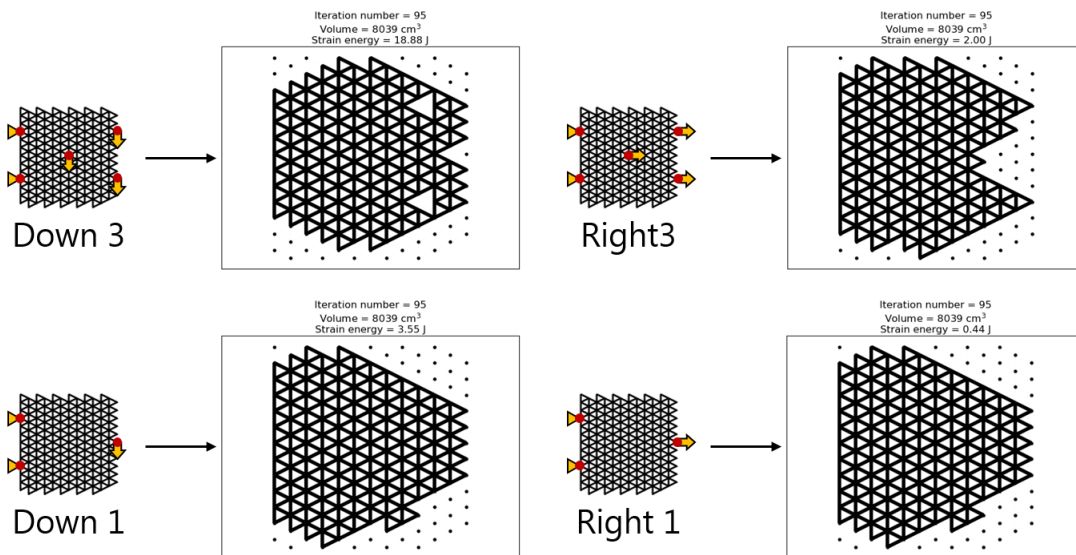 Iteration number = 95
Volume = 8039 cm³
Strain energy = 18.88 J
Down 3
Iteration number = 95
Volume = 8039 cm³
Strain energy = 2.00 J
Right3
Iteration number = 95
Volume = 8039 cm³
Strain energy = 3.55 J
Down 1
Iteration number = 95
Volume = 8039 cm³
Strain energy = 0.44 J
Right 1